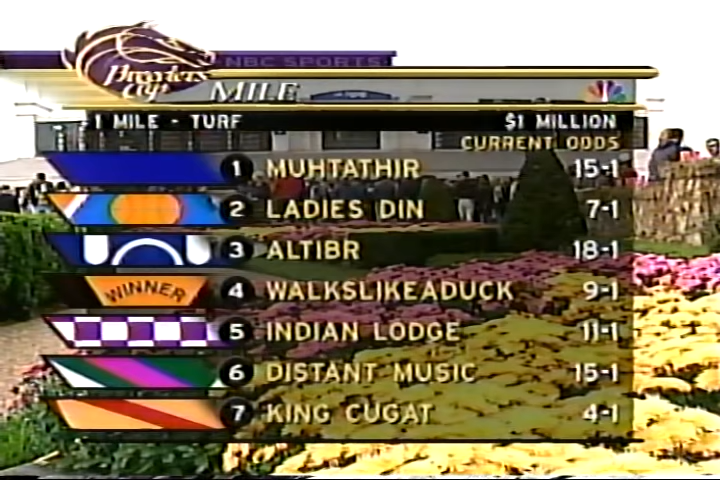 NBC SPORTS
Breeders'
Cup
MILE
1 MILE - TURF $1 MILLION
CURRENT ODDS
1 MUHTATHIR 15-1
2 LADIES DIN 7-1
3 ALTIBR 18-1
WINNER 4 WALKSLIKEADUCK 9-1
5 INDIAN LODGE 11-1
6 DISTANT MUSIC 15-1
7 KING CUGAT 4-1